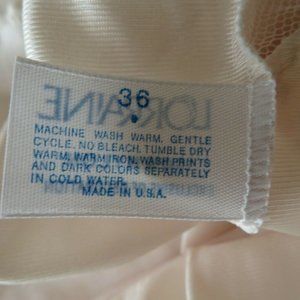 36
LORRAINE
MACHINE WASH WARM, GENTLE
CYCLE. NO BLEACH. TUMBLE DRY
WARM. WARM IRON. WASH PRINTS
AND DARK COLORS SEPARATELY
IN COLD WATER.
MADE IN U.S.A.